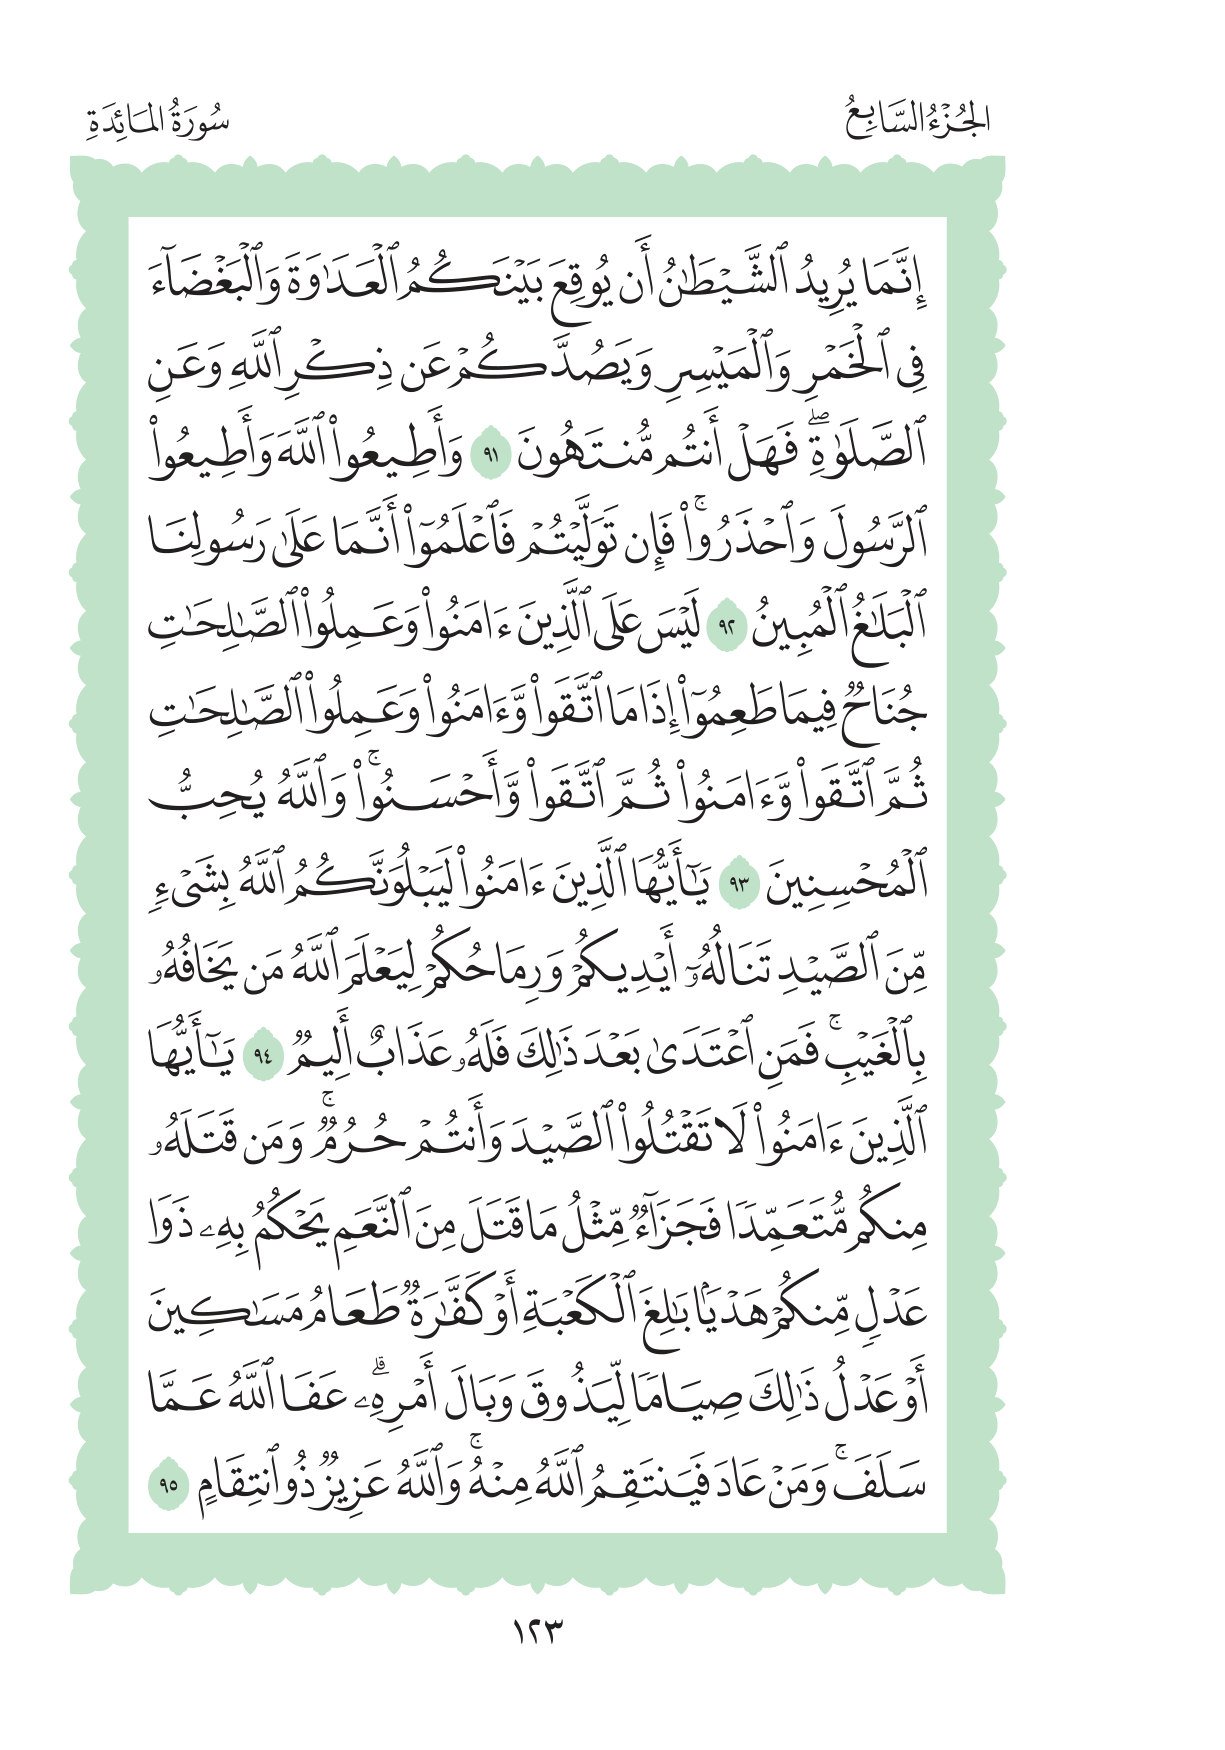 الجُزْءُ السَّابِعُ
سُورَةُ المَائِدَةِ
إِنَّمَا يُرِيدُ ٱلشَّيْطَٰنُ أَن يُوقِعَ بَيْنَكُمُ ٱلْعَدَٰوَةَ وَٱلْبَغْضَآءَ
فِى ٱلْخَمْرِ وَٱلْمَيْسِرِ وَيَصُدَّكُمْ عَن ذِكْرِ ٱللَّهِ وَعَنِ
ٱلصَّلَوٰةِۖ فَهَلْ أَنتُم مُّنتَهُونَ ٩١ وَأَطِيعُوا۟ ٱللَّهَ وَأَطِيعُوا۟
ٱلرَّسُولَ وَٱحْذَرُوا۟ۚ فَإِن تَوَلَّيْتُمْ فَٱعْلَمُوٓا۟ أَنَّمَا عَلَىٰ رَسُولِنَا
ٱلْبَلَٰغُ ٱلْمُبِينُ ٩٢ لَيْسَ عَلَى ٱلَّذِينَ ءَامَنُوا۟ وَعَمِلُوا۟ ٱلصَّٰلِحَٰتِ
جُنَاحٌ فِيمَا طَعِمُوٓا۟ إِذَا مَا ٱتَّقَوا۟ وَّءَامَنُوا۟ وَعَمِلُوا۟ ٱلصَّٰلِحَٰتِ
ثُمَّ ٱتَّقَوا۟ وَّءَامَنُوا۟ ثُمَّ ٱتَّقَوا۟ وَّأَحْسَنُوا۟ۚ وَٱللَّهُ يُحِبُّ
ٱلْمُحْسِنِينَ ٩٣ يَٰٓأَيُّهَا ٱلَّذِينَ ءَامَنُوا۟ لَيَبْلُوَنَّكُمُ ٱللَّهُ بِشَىْءٍ
مِّنَ ٱلصَّيْدِ تَنَالُهُۥٓ أَيْدِيكُمْ وَرِمَاحُكُمْ لِيَعْلَمَ ٱللَّهُ مَن يَخَافُهُۥ
بِٱلْغَيْبِۚ فَمَنِ ٱعْتَدَىٰ بَعْدَ ذَٰلِكَ فَلَهُۥ عَذَابٌ أَلِيمٌ ٩٤ يَٰٓأَيُّهَا
ٱلَّذِينَ ءَامَنُوا۟ لَا تَقْتُلُوا۟ ٱلصَّيْدَ وَأَنتُمْ حُرُمٌۚ وَمَن قَتَلَهُۥ
مِنكُم مُّتَعَمِّدًا فَجَزَآءٌ مِّثْلُ مَا قَتَلَ مِنَ ٱلنَّعَمِ يَحْكُمُ بِهِۦ ذَوَا
عَدْلٍ مِّنكُمْ هَدْيًۢا بَٰلِغَ ٱلْكَعْبَةِ أَوْ كَفَّٰرَةٌ طَعَامُ مَسَٰكِينَ
أَوْ عَدْلُ ذَٰلِكَ صِيَامًا لِّيَذُوقَ وَبَالَ أَمْرِهِۦۗ عَفَا ٱللَّهُ عَمَّا
سَلَفَۚ وَمَنْ عَادَ فَيَنتَقِمُ ٱللَّهُ مِنْهُۚ وَٱللَّهُ عَزِيزٌ ذُو ٱنتِقَامٍ ٩٥
١٢٣